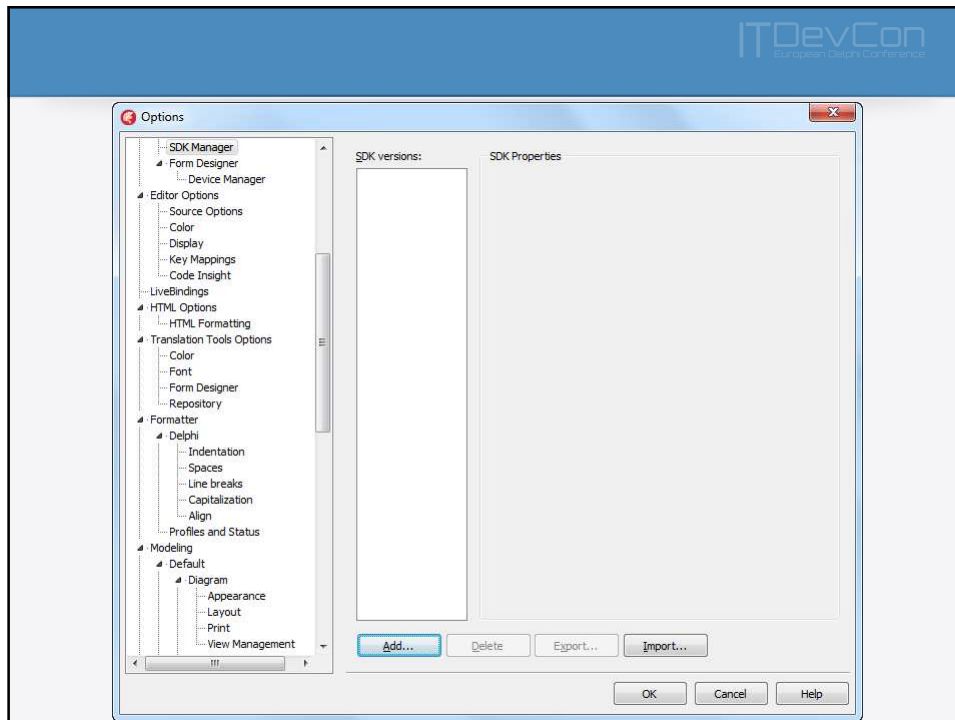 ITDevCon
European Delphi Conference
Options
SDK Manager
Form Designer
Device Manager
Editor Options
Source Options
Color
Display
Key Mappings
Code Insight
LiveBindings
HTML Options
HTML Formatting
Translation Tools Options
Color
Font
Form Designer
Repository
Formatter
Delphi
Indentation
Spaces
Line breaks
Capitalization
Align
Profiles and Status
Modeling
Default
Diagram
Appearance
Layout
Print
View Management
SDK versions:
SDK Properties
Add...
Delete
Export...
Import...
OK
Cancel
Help